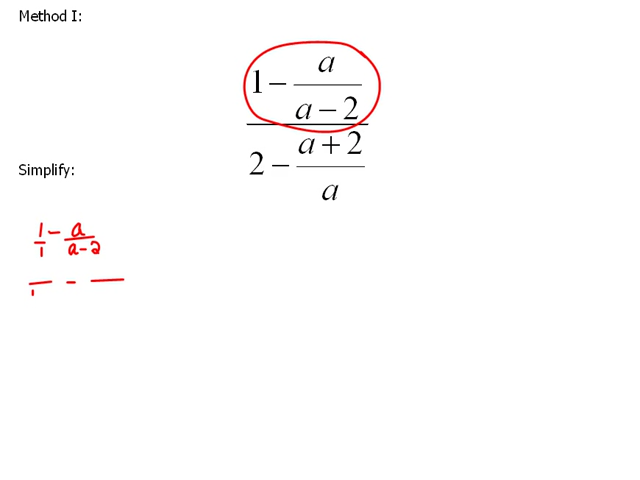 Method I:
1 − a/(a − 2)
2 − (a + 2)/a
Simplify:
1/1 − a/(a − 2)
−